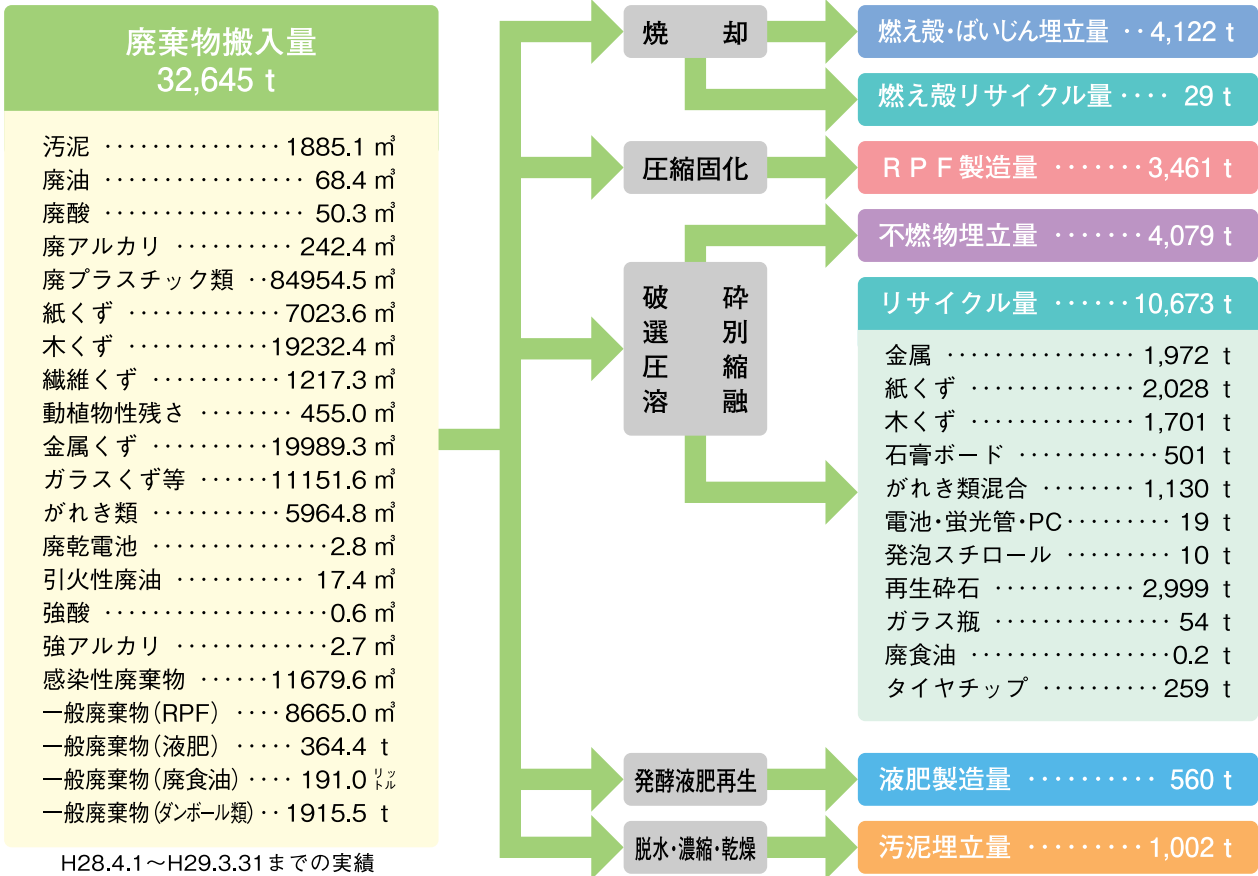 廃棄物搬入量
32,645 t
汚泥 ‥‥‥‥‥‥‥ 1885.1 ㎥
廃油 ‥‥‥‥‥‥‥‥ 68.4 ㎥
廃酸 ‥‥‥‥‥‥‥‥ 50.3 ㎥
廃アルカリ ‥‥‥‥‥ 242.4 ㎥
廃プラスチック類 ‥84954.5 ㎥
紙くず ‥‥‥‥‥‥ 7023.6 ㎥
木くず ‥‥‥‥‥‥19232.4 ㎥
繊維くず ‥‥‥‥‥ 1217.3 ㎥
動植物性残さ ‥‥‥‥ 455.0 ㎥
金属くず ‥‥‥‥‥19989.3 ㎥
ガラスくず等 ‥‥‥11151.6 ㎥
がれき類 ‥‥‥‥‥ 5964.8 ㎥
廃乾電池 ‥‥‥‥‥‥‥2.8 ㎥
引火性廃油 ‥‥‥‥‥ 17.4 ㎥
強酸 ‥‥‥‥‥‥‥‥‥0.6 ㎥
強アルカリ ‥‥‥‥‥‥2.7 ㎥
感染性廃棄物 ‥‥‥11679.6 ㎥
一般廃棄物(RPF) ‥‥8665.0 ㎥
一般廃棄物(液肥) ‥‥ 364.4 t
一般廃棄物(廃食油) ‥‥ 191.0 リットル
一般廃棄物(ダンボール類) ‥1915.5 t
H28.4.1～H29.3.31までの実績
焼 却
燃え殻・ばいじん埋立量 ‥4,122 t
燃え殻リサイクル量 ‥‥ 29 t
圧縮固化
RPF製造量 ‥‥‥‥3,461 t
破 砕
選 別
圧 縮
溶 融
不燃物埋立量 ‥‥‥‥4,079 t
リサイクル量 ‥‥‥10,673 t
金属 ‥‥‥‥‥‥‥‥ 1,972 t
紙くず ‥‥‥‥‥‥‥ 2,028 t
木くず ‥‥‥‥‥‥‥ 1,701 t
石膏ボード ‥‥‥‥‥‥ 501 t
がれき類混合 ‥‥‥‥ 1,130 t
電池・蛍光管・PC‥‥‥‥‥ 19 t
発泡スチロール ‥‥‥‥‥ 10 t
再生砕石 ‥‥‥‥‥‥ 2,999 t
ガラス瓶 ‥‥‥‥‥‥‥ 54 t
廃食油 ‥‥‥‥‥‥‥‥‥0.2 t
タイヤチップ ‥‥‥‥‥259 t
発酵液肥再生
液肥製造量 ‥‥‥‥‥ 560 t
脱水・濃縮・乾燥
汚泥埋立量 ‥‥‥‥‥1,002 t